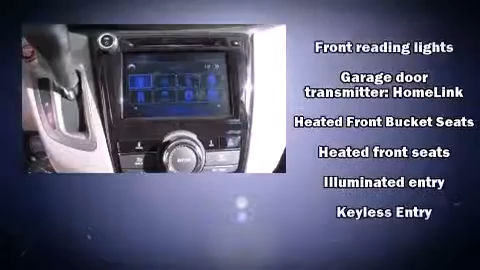 Front reading lights
Garage door
transmitter: HomeLink
Heated Front Bucket Seats
Heated front seats
Illuminated entry
Keyless Entry